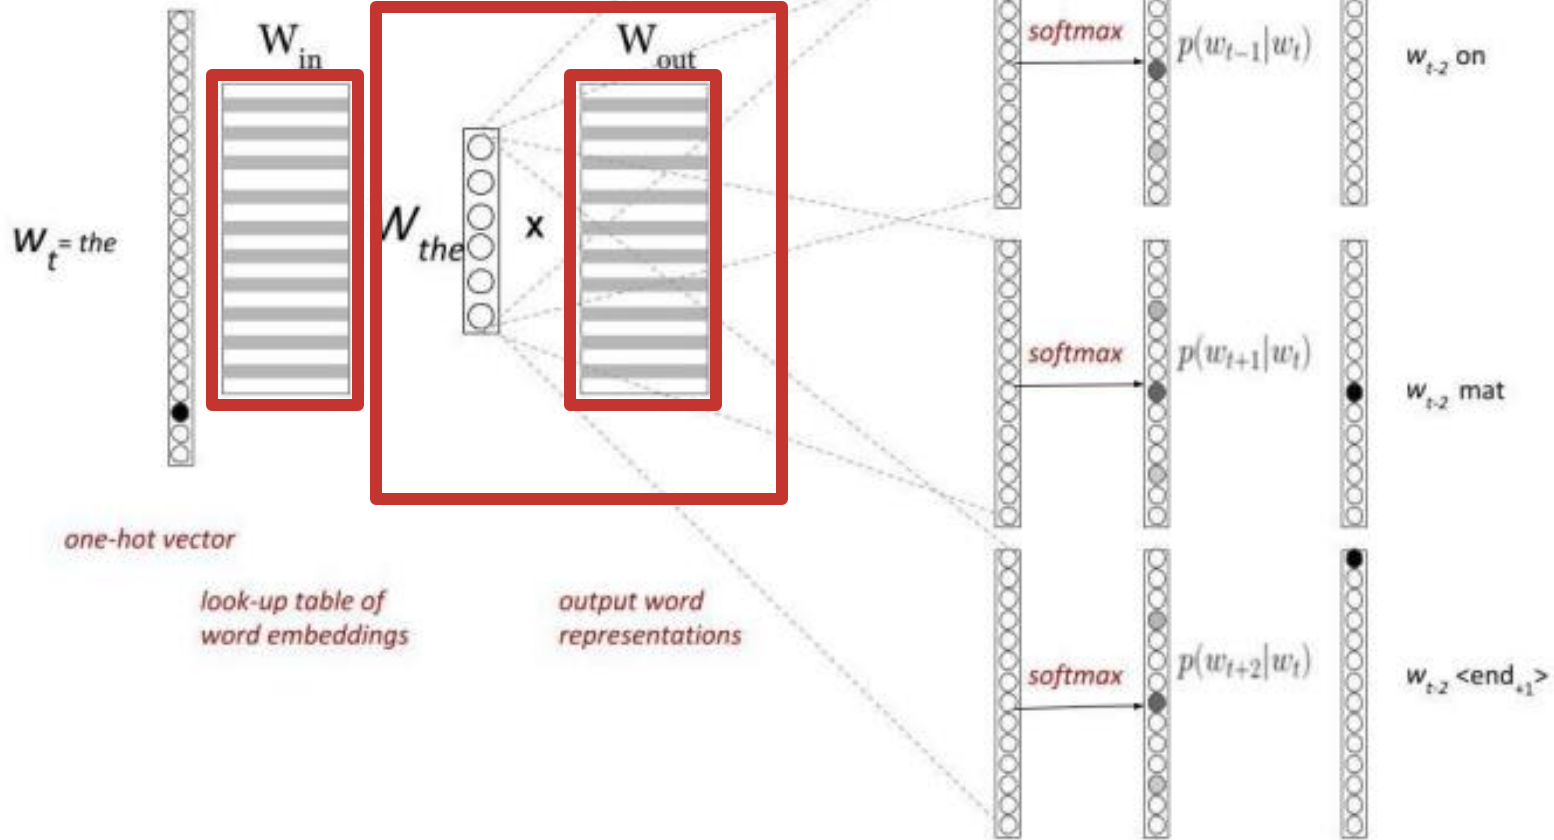 W_in
W_out
softmax
p(w_{t-1}|w_t)
w_{t-2} on
W_t = the
W_the
x
softmax
p(w_{t+1}|w_t)
w_{t-2} mat
one-hot vector
look-up table of
word embeddings
output word
representations
softmax
p(w_{t+2}|w_t)
w_{t-2} <end_{+1}>